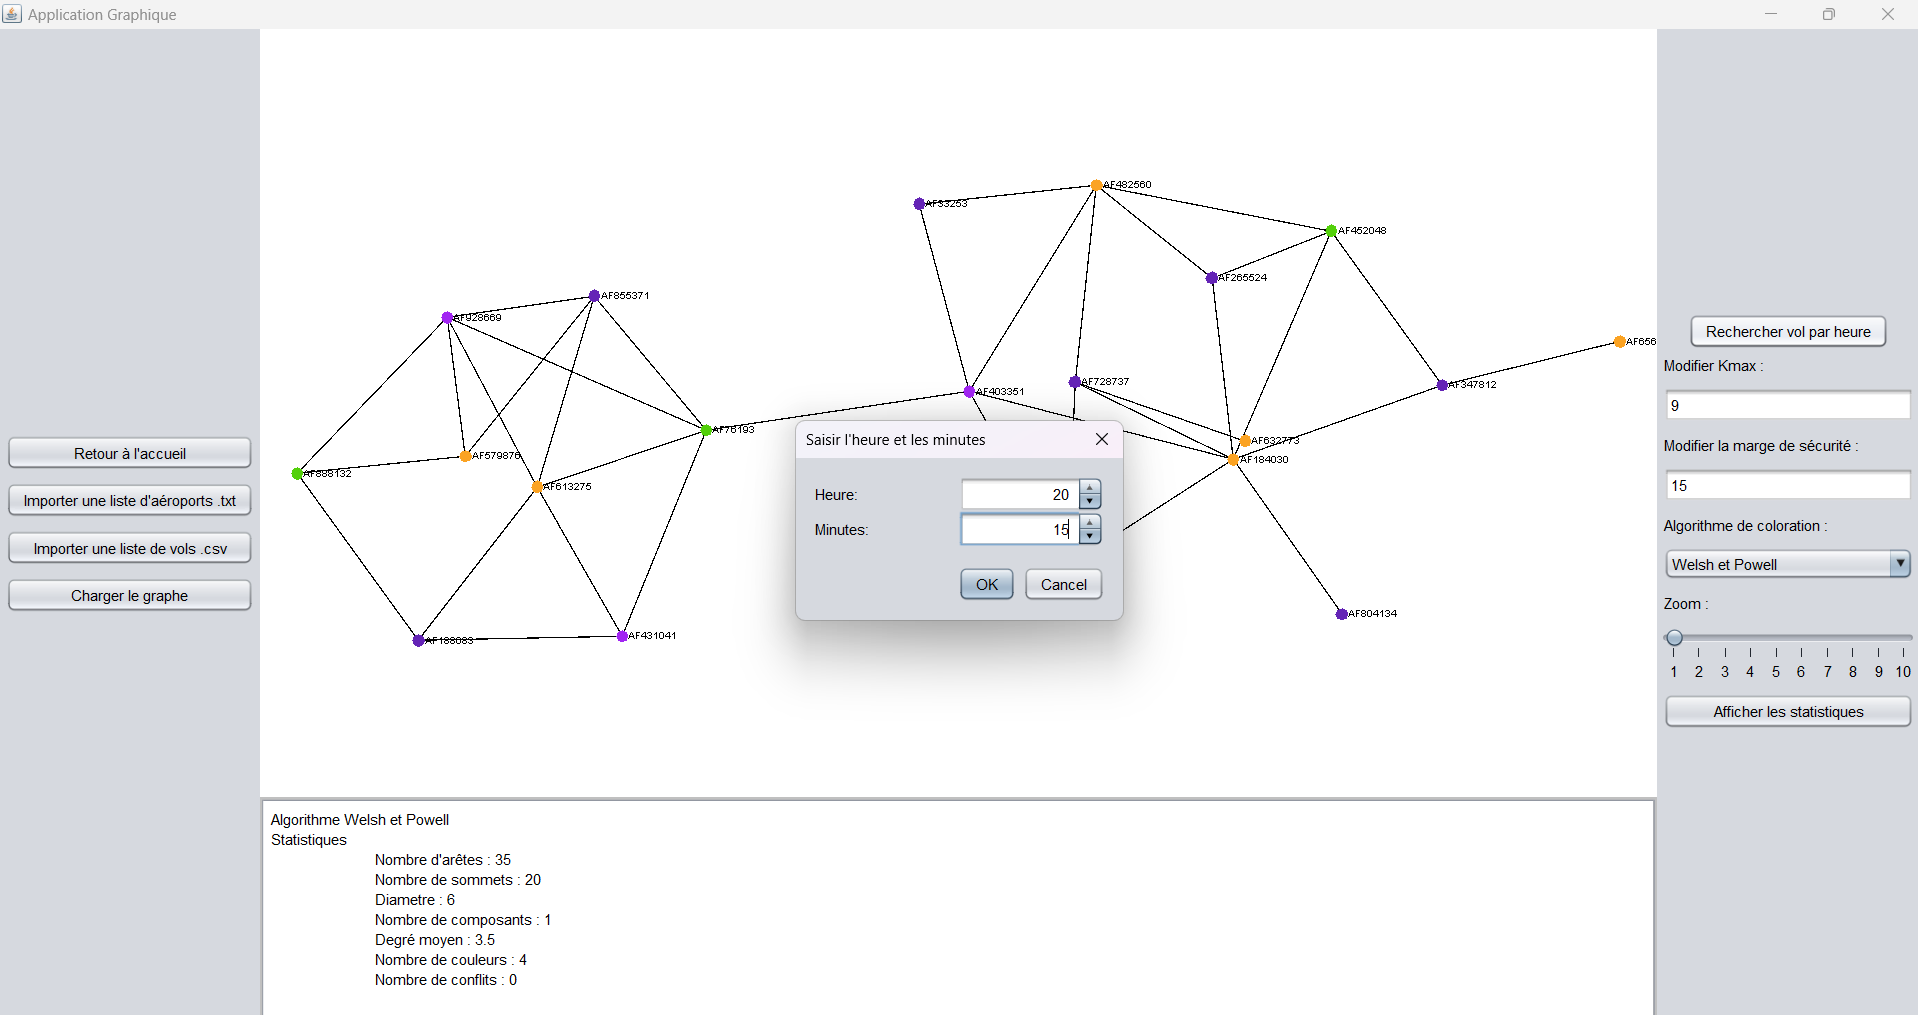 Application Graphique
Retour à l'accueil
Importer une liste d'aéroports .txt
Importer une liste de vols .csv
Charger le graphe
AF482560
AF33253
AF452048
AF265524
AF855371
AF928669
AF656
AF728737
AF347812
AF403351
AF76193
AF632773
AF579876
AF184030
AF888132
AF613275
AF804134
AF431041
AF188083
Saisir l'heure et les minutes
Heure: 20
Minutes: 15
OK Cancel
Rechercher vol par heure
Modifier Kmax :
9
Modifier la marge de sécurité :
15
Algorithme de coloration :
Welsh et Powell
Zoom :
1 2 3 4 5 6 7 8 9 10
Afficher les statistiques
Algorithme Welsh et Powell
Statistiques
Nombre d'arêtes : 35
Nombre de sommets : 20
Diametre : 6
Nombre de composants : 1
Degré moyen : 3.5
Nombre de couleurs : 4
Nombre de conflits : 0